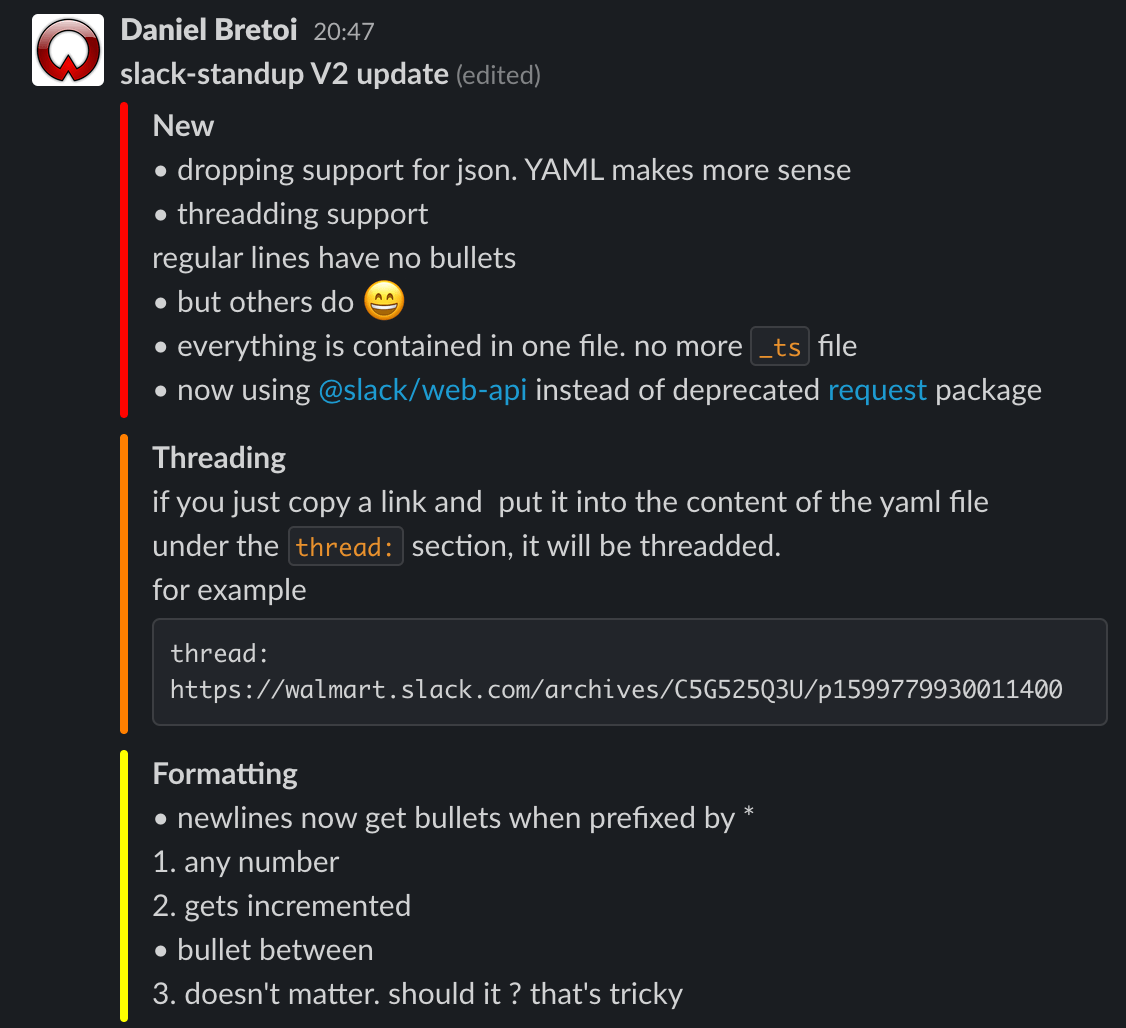 Daniel Bretoi 20:47
slack-standup V2 update (edited)
New
• dropping support for json. YAML makes more sense
• threadding support
regular lines have no bullets
• but others do 😄
• everything is contained in one file. no more _ts file
• now using @slack/web-api instead of deprecated request package
Threading
if you just copy a link and  put it into the content of the yaml file
under the thread: section, it will be threadded.
for example
thread:
https://walmart.slack.com/archives/C5G525Q3U/p1599779930011400
Formatting
• newlines now get bullets when prefixed by *
1. any number
2. gets incremented
• bullet between
3. doesn't matter. should it ? that's tricky